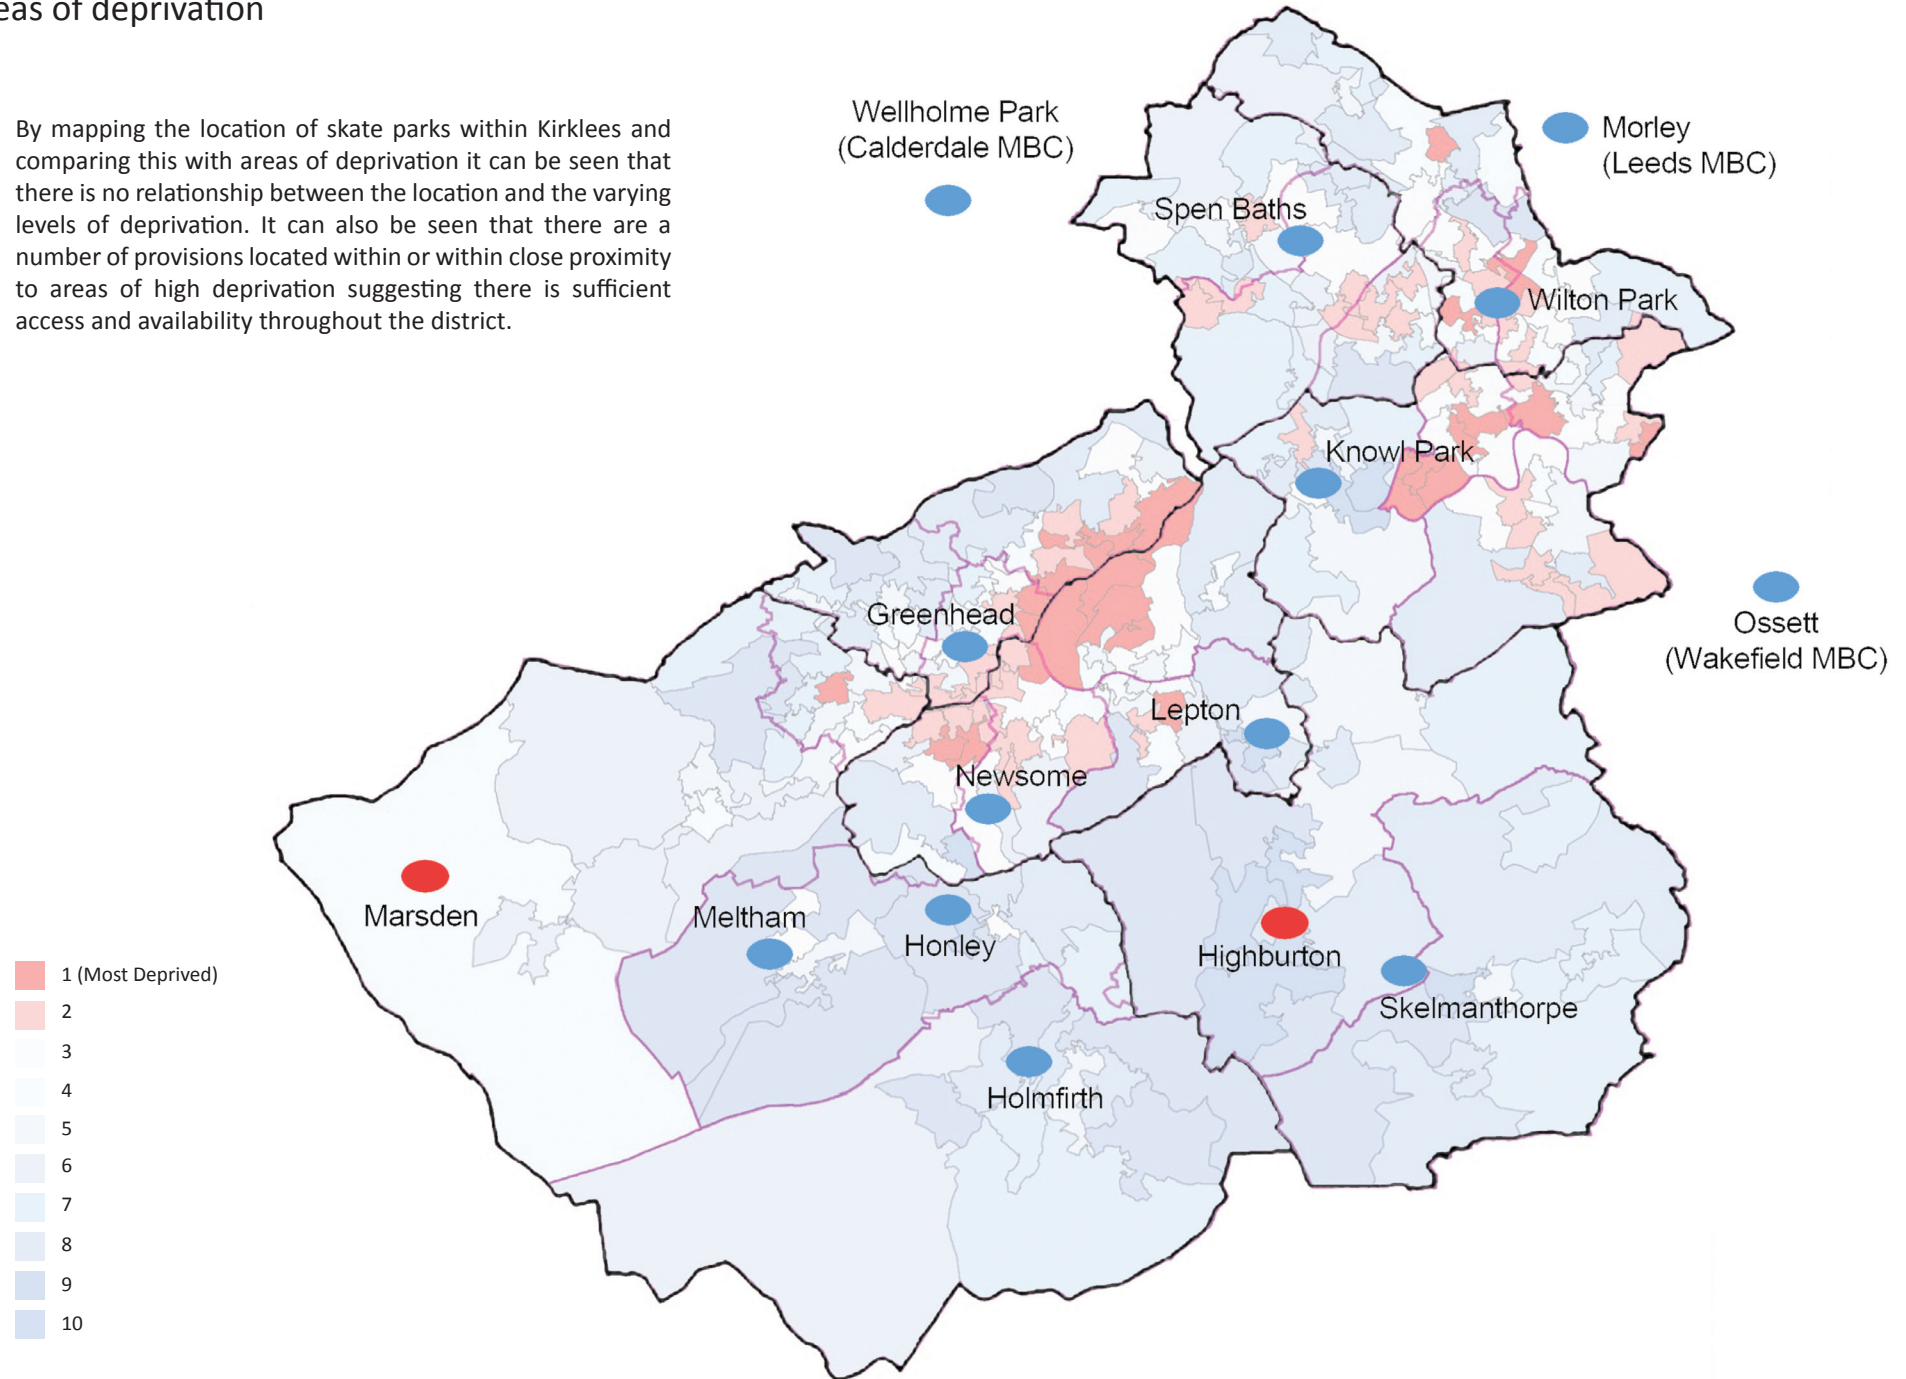 eas of deprivation
By mapping the location of skate parks within Kirklees and
comparing this with areas of deprivation it can be seen that
there is no relationship between the location and the varying
levels of deprivation. It can also be seen that there are a
number of provisions located within or within close proximity
to areas of high deprivation suggesting there is sufficient
access and availability throughout the district.
Wellholme Park
(Calderdale MBC)
Morley
(Leeds MBC)
Spen Baths
Wilton Park
Knowl Park
Greenhead
Ossett
(Wakefield MBC)
Lepton
Newsome
Marsden
Meltham
Honley
Highburton
Skelmanthorpe
Holmfirth
1 (Most Deprived)
2
3
4
5
6
7
8
9
10